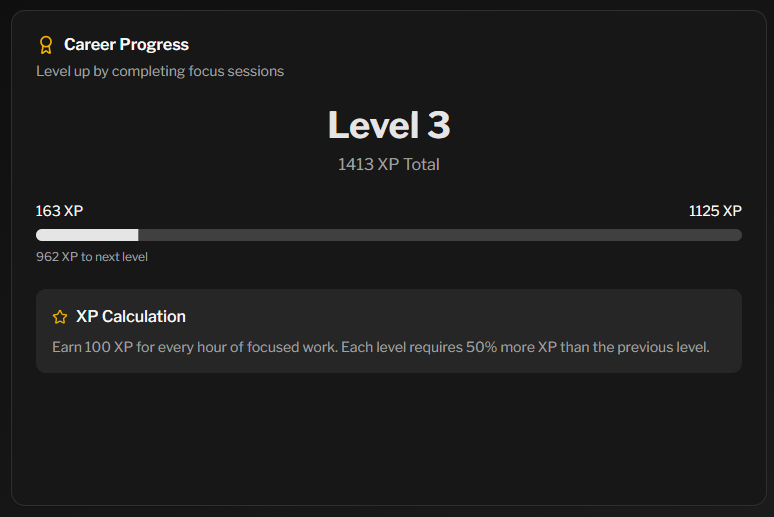 Career Progress
Level up by completing focus sessions
Level 3
1413 XP Total
163 XP
1125 XP
962 XP to next level
XP Calculation
Earn 100 XP for every hour of focused work. Each level requires 50% more XP than the previous level.